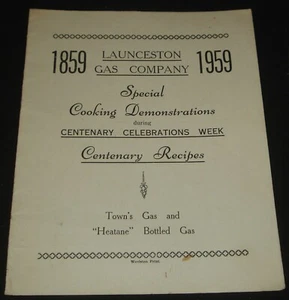 1859 LAUNCESTON GAS COMPANY 1959
Special
Cooking Demonstrations
during
CENTENARY CELEBRATIONS WEEK
Centenary Recipes
Town's Gas and
"Heatane" Bottled Gas